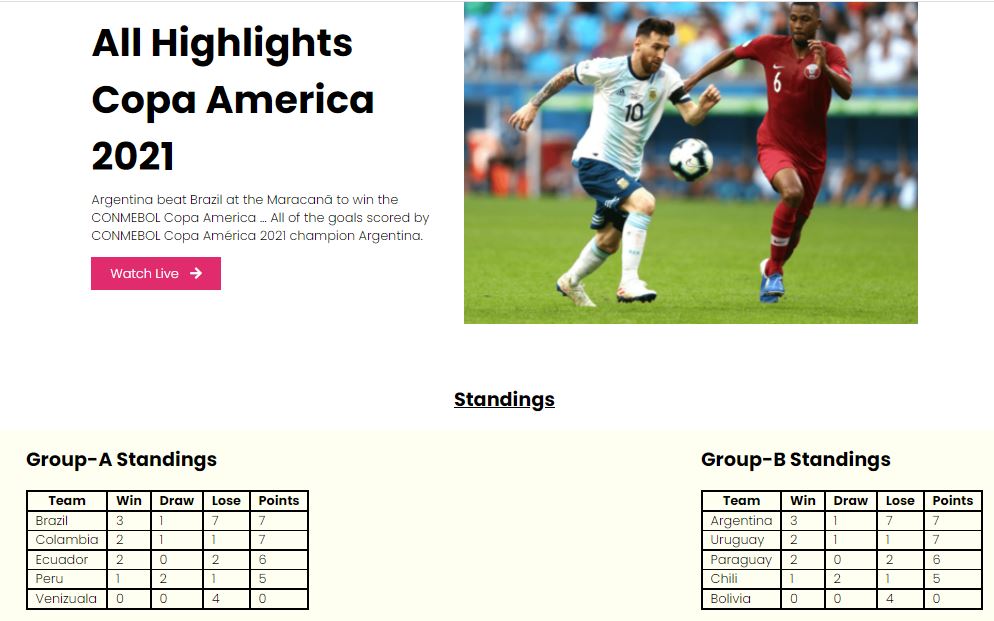 All Highlights
Copa America
2021
Argentina beat Brazil at the Maracanã to win the
CONMEBOL Copa America ... All of the goals scored by
CONMEBOL Copa América 2021 champion Argentina.
Watch Live →
10
6
Standings
Group-A Standings
Team Win Draw Lose Points
Brazil 3 1 7 7
Colambia 2 1 1 7
Ecuador 2 0 2 6
Peru 1 2 1 5
Venizuala 0 0 4 0
Group-B Standings
Team Win Draw Lose Points
Argentina 3 1 7 7
Uruguay 2 1 1 7
Paraguay 2 0 2 6
Chili 1 2 1 5
Bolivia 0 0 4 0